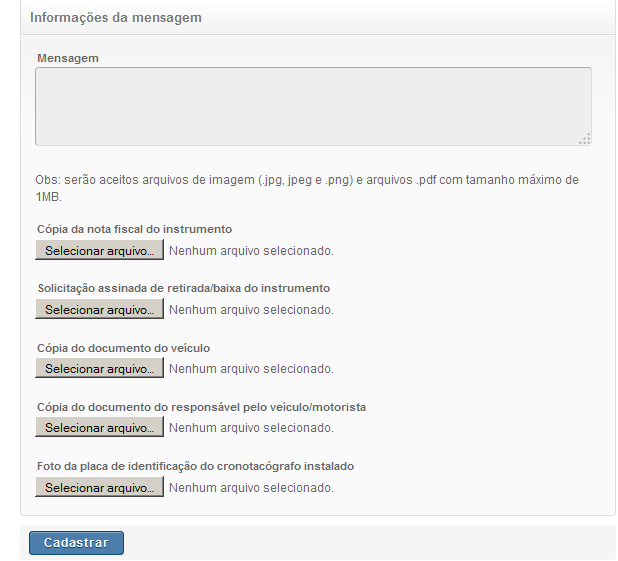 Informações da mensagem
Mensagem
Obs: serão aceitos arquivos de imagem (.jpg, jpeg e .png) e arquivos .pdf com tamanho máximo de
1MB.
Cópia da nota fiscal do instrumento
Selecionar arquivo... Nenhum arquivo selecionado.
Solicitação assinada de retirada/baixa do instrumento
Selecionar arquivo... Nenhum arquivo selecionado.
Cópia do documento do veículo
Selecionar arquivo... Nenhum arquivo selecionado.
Cópia do documento do responsável pelo veículo/motorista
Selecionar arquivo... Nenhum arquivo selecionado.
Foto da placa de identificação do cronotacógrafo instalado
Selecionar arquivo... Nenhum arquivo selecionado.
Cadastrar